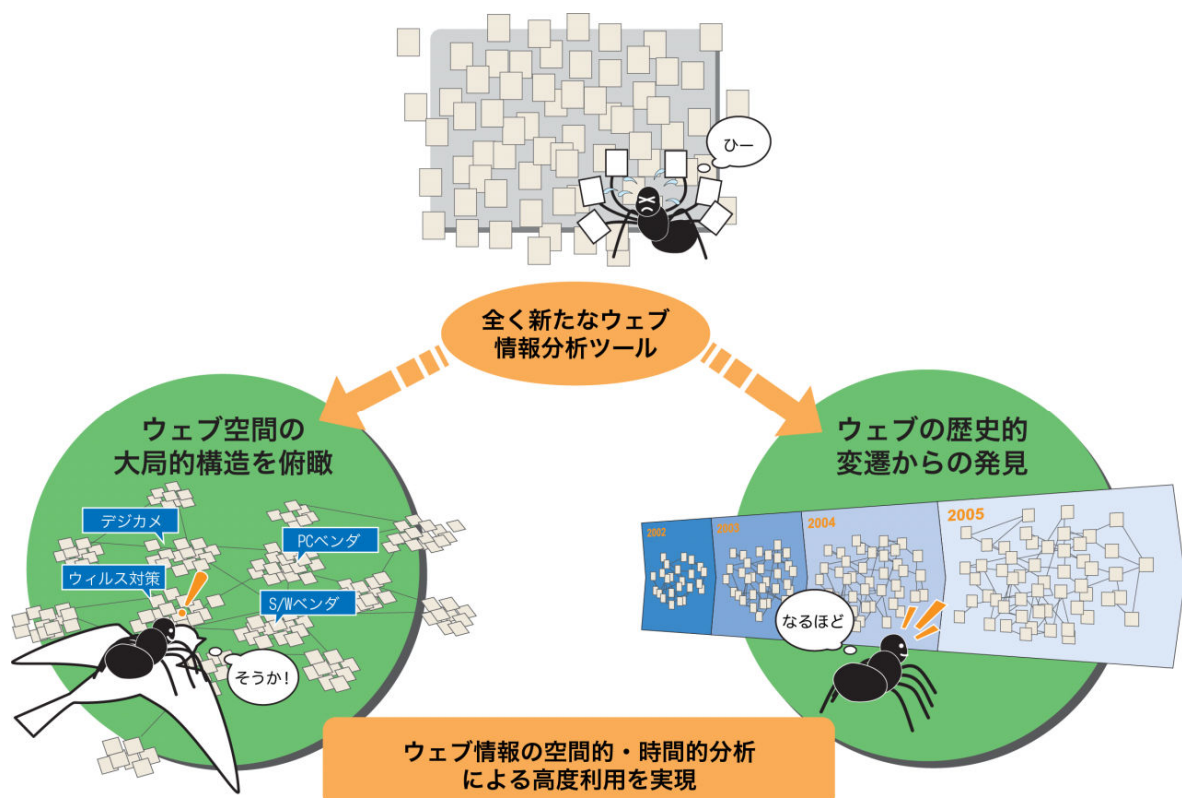 ひー
全く新たなウェブ
情報分析ツール
ウェブ空間の
大局的構造を俯瞰
デジカメ
PCベンダ
ウィルス対策
S/Wベンダ
そうか!
ウェブの歴史的
変遷からの発見
2002
2003
2004
2005
なるほど
ウェブ情報の空間的・時間的分析
による高度利用を実現